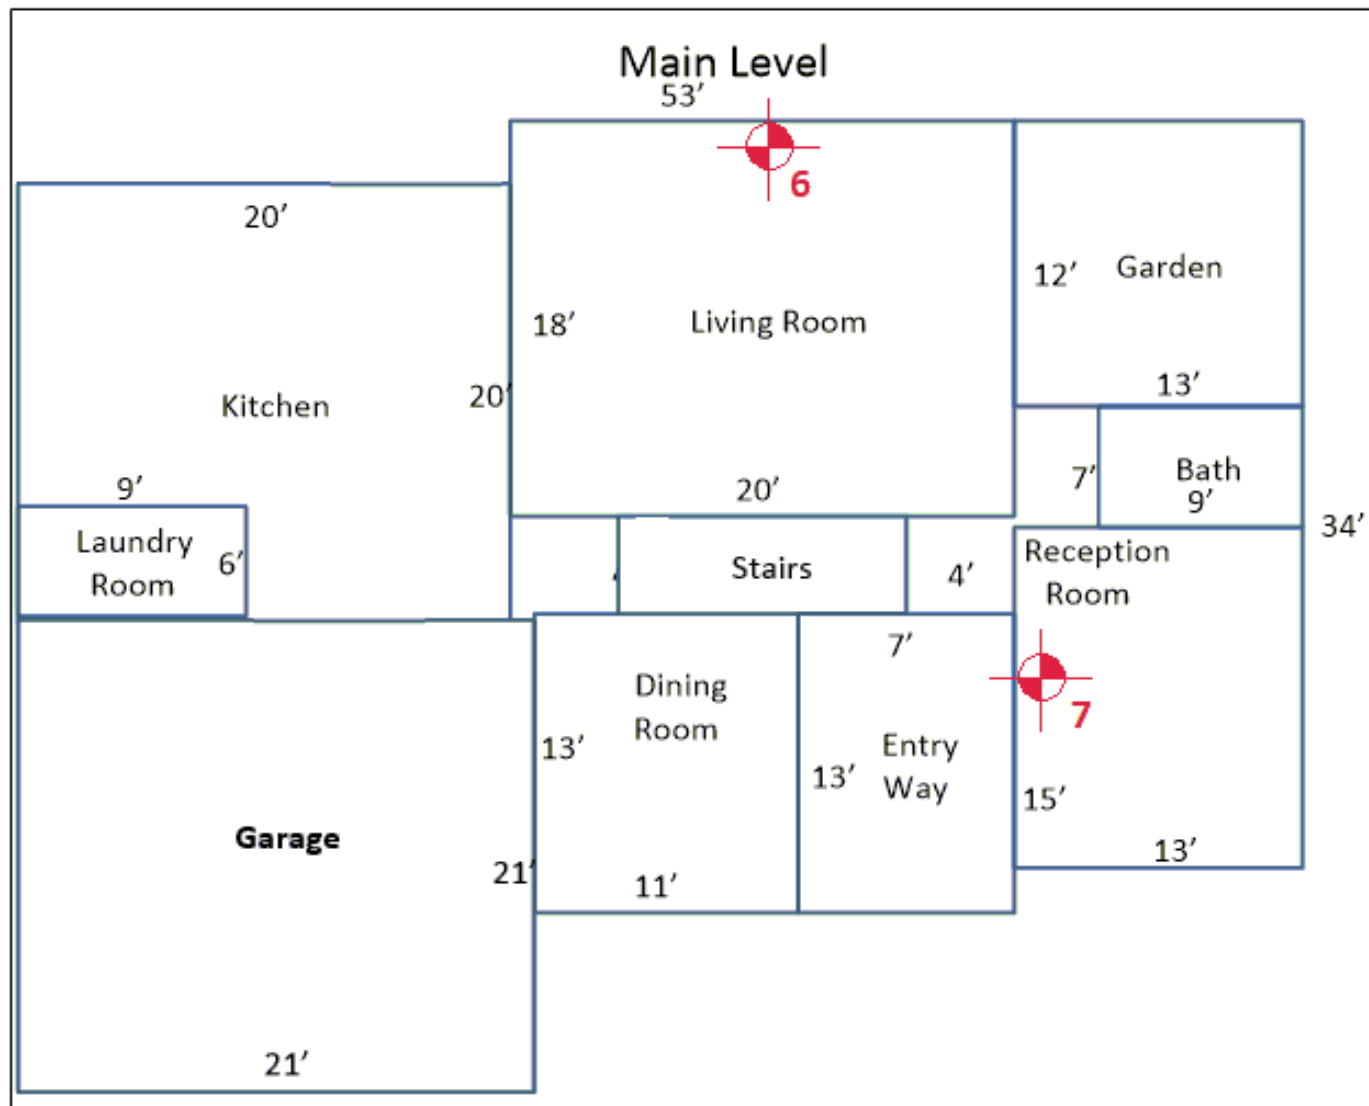 Main Level
53′
6
20′
12′
Garden
18′
Living Room
13′
20′
Kitchen
9′
20′
7′
Bath
9′
34′
Laundry
Room
6′
Stairs
4′
Reception
Room
7′
Dining
Room
7
13′
Entry
Way
13′
15′
Garage
21′
11′
13′
21′